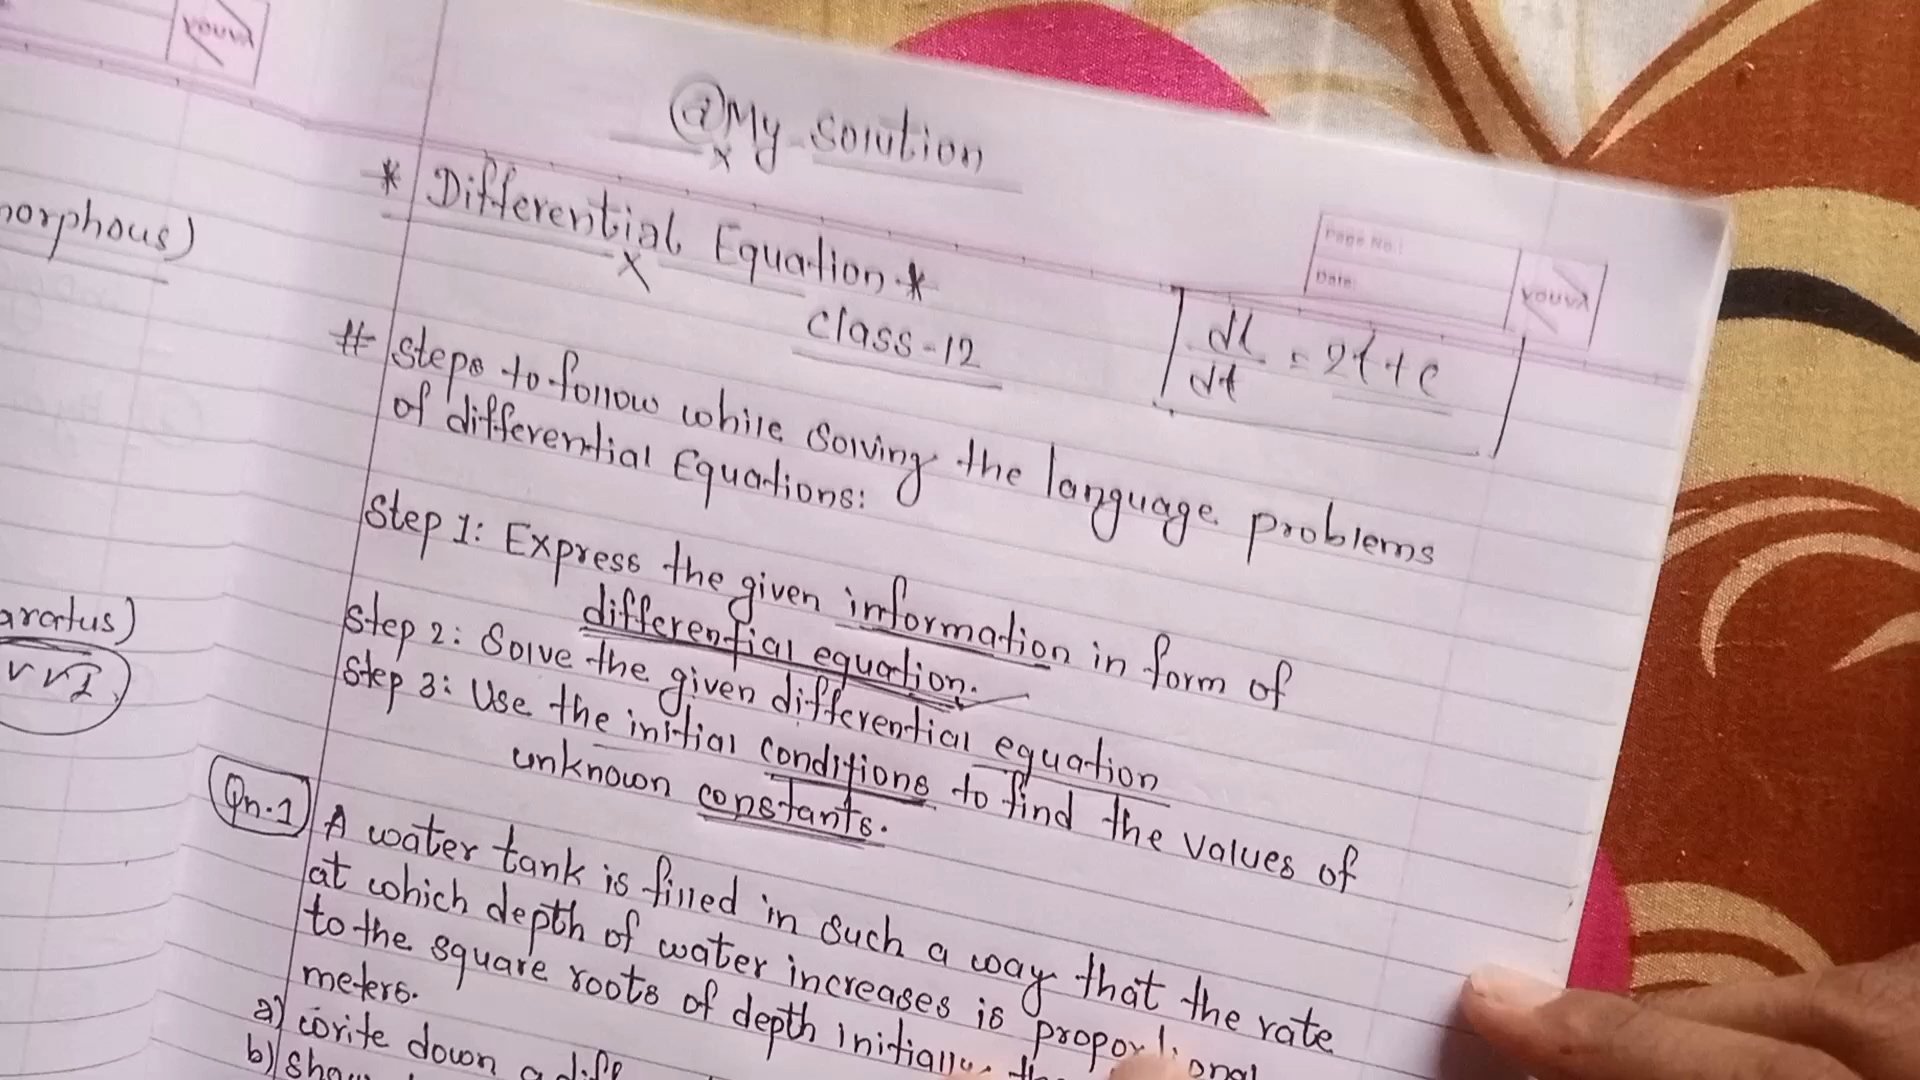 YOUVA
@My solution
* Differential Equation *
class-12
Page No.:
Date:
YOUVA
dl/dt = 2t + c
# steps to follow while solving the language problems
of differential Equations:
Step 1: Express the given information in form of
differential equation.
Step 2: Solve the given differential equation
Step 3: Use the initial conditions to find the values of
unknown constants.
Qn.1 A water tank is filled in such a way that the rate
at which depth of water increases is proportional
to the square roots of depth initially
meters.
a) write down a
b)